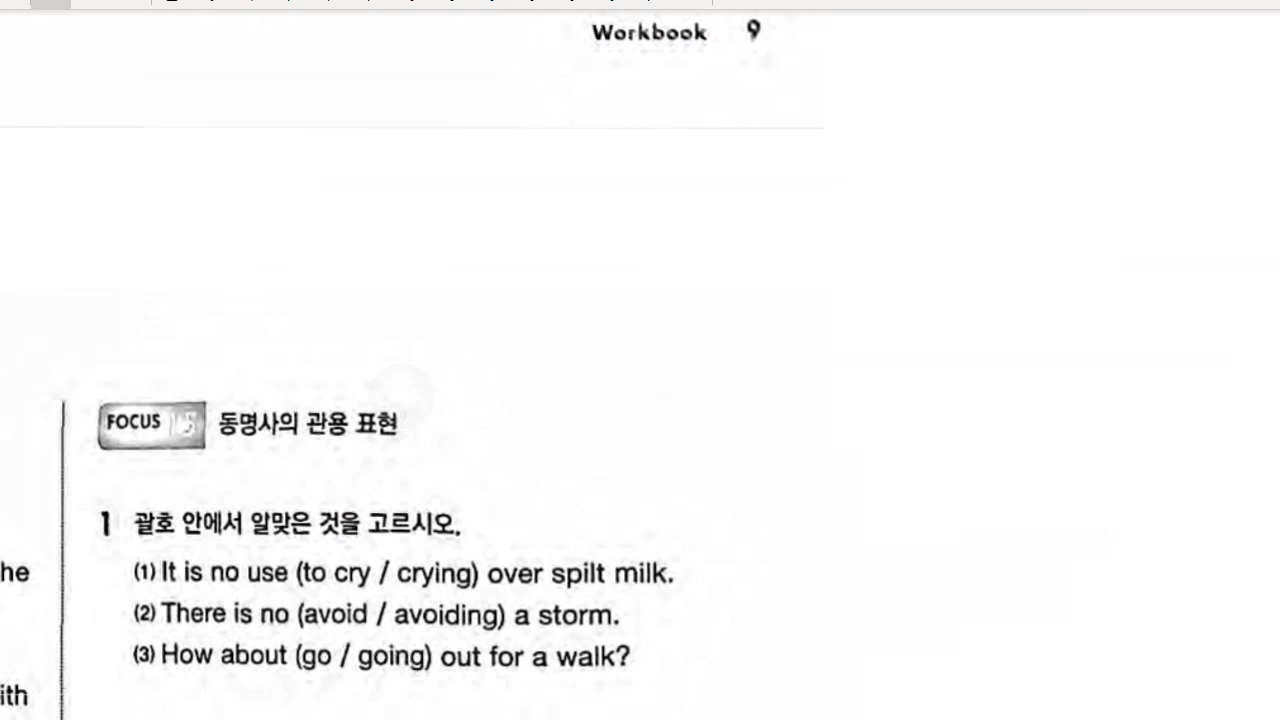 Workbook 9
FOCUS 15 동명사의 관용 표현
1 괄호 안에서 알맞은 것을 고르시오.
he
(1) It is no use (to cry / crying) over spilt milk.
(2) There is no (avoid / avoiding) a storm.
(3) How about (go / going) out for a walk?
ith